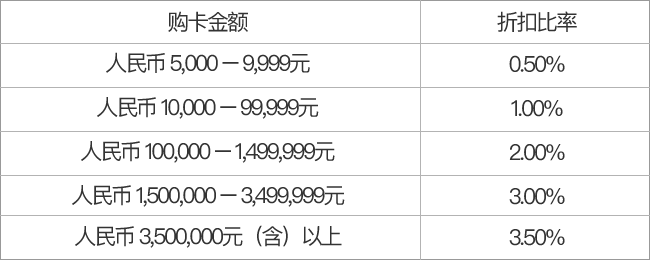 购卡金额 折扣比率
人民币 5,000 — 9,999元 0.50%
人民币 10,000 — 99,999元 1.00%
人民币 100,000 — 1,499,999元 2.00%
人民币 1,500,000 — 3,499,999元 3.00%
人民币 3,500,000元（含）以上 3.50%